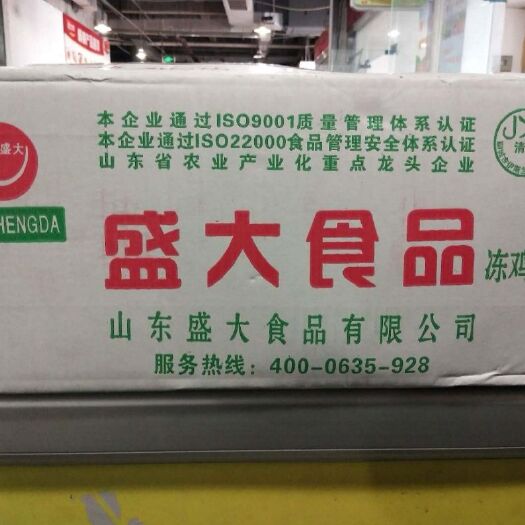 本企业通过ISO9001质量管理体系认证
本企业通过ISO22000食品管理安全体系认证
山东省农业产业化重点龙头企业
盛大
HENGDA
盛大食品
冻鸡
山东盛大食品有限公司
服务热线：400-0635-928
JY
清